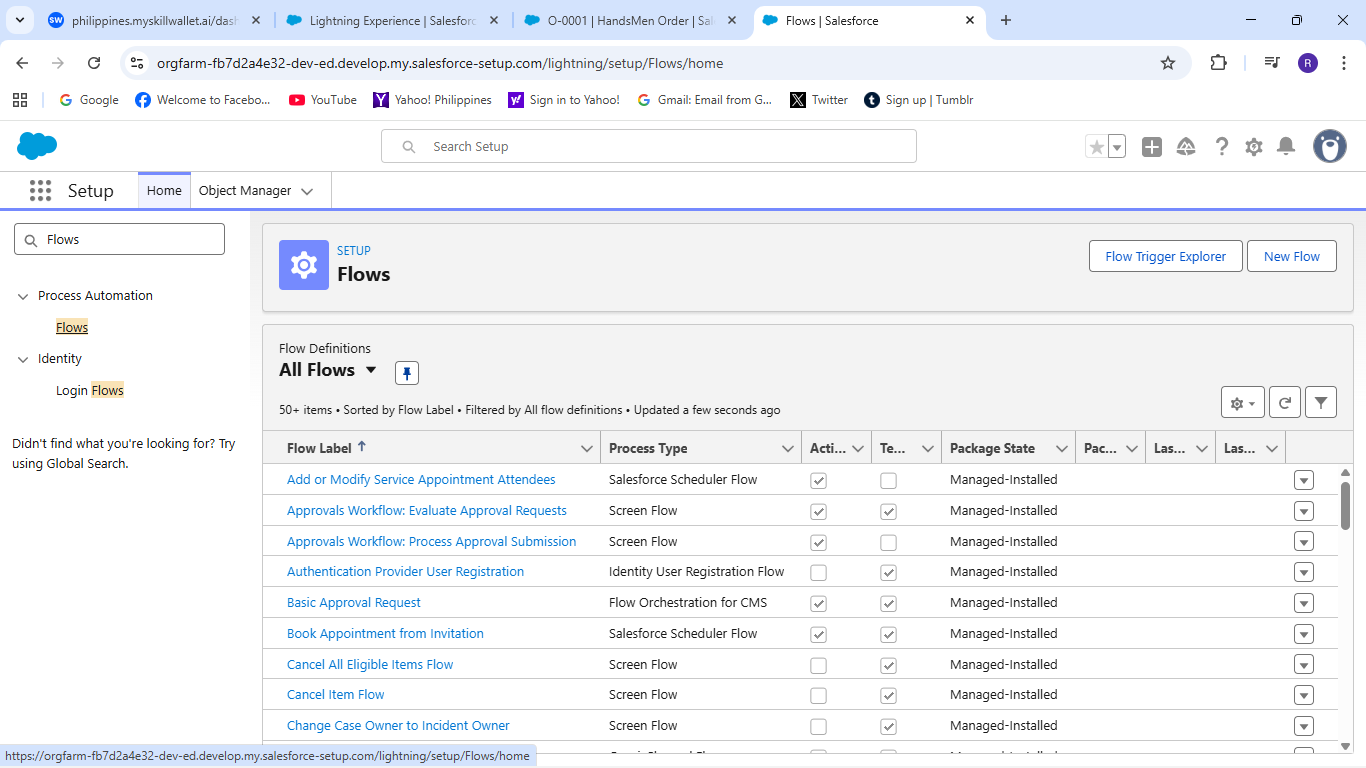 philippines.myskillwallet.ai/dash
Lightning Experience | Salesforc
O-0001 | HandsMen Order | Sal
Flows | Salesforce
orgfarm-fb7d2a4e32-dev-ed.develop.my.salesforce-setup.com/lightning/setup/Flows/home
R
Google
Welcome to Facebo...
YouTube
Yahoo! Philippines
Sign in to Yahoo!
Gmail: Email from G...
Twitter
Sign up | Tumblr
Search Setup
Setup
Home
Object Manager
Flows
Process Automation
Flows
Identity
Login Flows
Didn't find what you're looking for? Try
using Global Search.
SETUP
Flows
Flow Trigger Explorer
New Flow
Flow Definitions
All Flows
50+ items • Sorted by Flow Label • Filtered by All flow definitions • Updated a few seconds ago
Flow Label Process Type Acti... Te... Package State Pac... Las... Las...
Add or Modify Service Appointment Attendees Salesforce Scheduler Flow Managed-Installed
Approvals Workflow: Evaluate Approval Requests Screen Flow Managed-Installed
Approvals Workflow: Process Approval Submission Screen Flow Managed-Installed
Authentication Provider User Registration Identity User Registration Flow Managed-Installed
Basic Approval Request Flow Orchestration for CMS Managed-Installed
Book Appointment from Invitation Salesforce Scheduler Flow Managed-Installed
Cancel All Eligible Items Flow Screen Flow Managed-Installed
Cancel Item Flow Screen Flow Managed-Installed
Change Case Owner to Incident Owner Screen Flow Managed-Installed
https://orgfarm-fb7d2a4e32-dev-ed.develop.my.salesforce-setup.com/lightning/setup/Flows/home